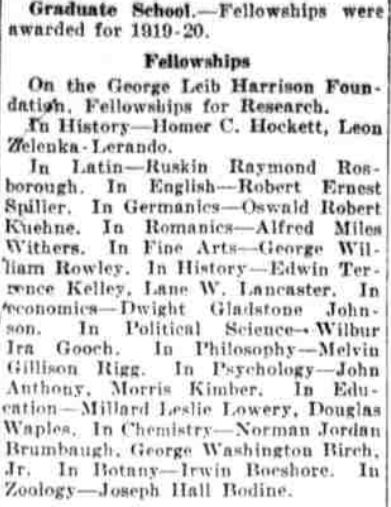 Graduate School.—Fellowships were
awarded for 1919-20.
Fellowships
On the George Leib Harrison Foun-
dation, Fellowships for Research.
In History—Homer C. Hockett, Leon
Zelenka-Lerando.
In Latin—Ruskin Raymond Ros-
borough. In English—Robert Ernest
Spiller. In Germanics—Oswald Robert
Kuehne. In Romanics—Alfred Miles
Withers. In Fine Arts—George Wil-
liam Rowley. In History—Edwin Ter-
rence Kelley, Lane W. Lancaster. In
economics—Dwight Gladstone John-
son. In Political Science—Wilbur
Ira Gooch. In Philosophy—Melvin
Gillison Rigg. In Psychology—John
Anthony, Morris Kimber. In Edu-
cation—Millard Leslie Lowery, Douglas
Waples. In Chemistry—Norman Jordan
Brumbaugh, George Washington Birch,
Jr. In Botany—Irwin Boeshore. In
Zoology—Joseph Hall Bodine.